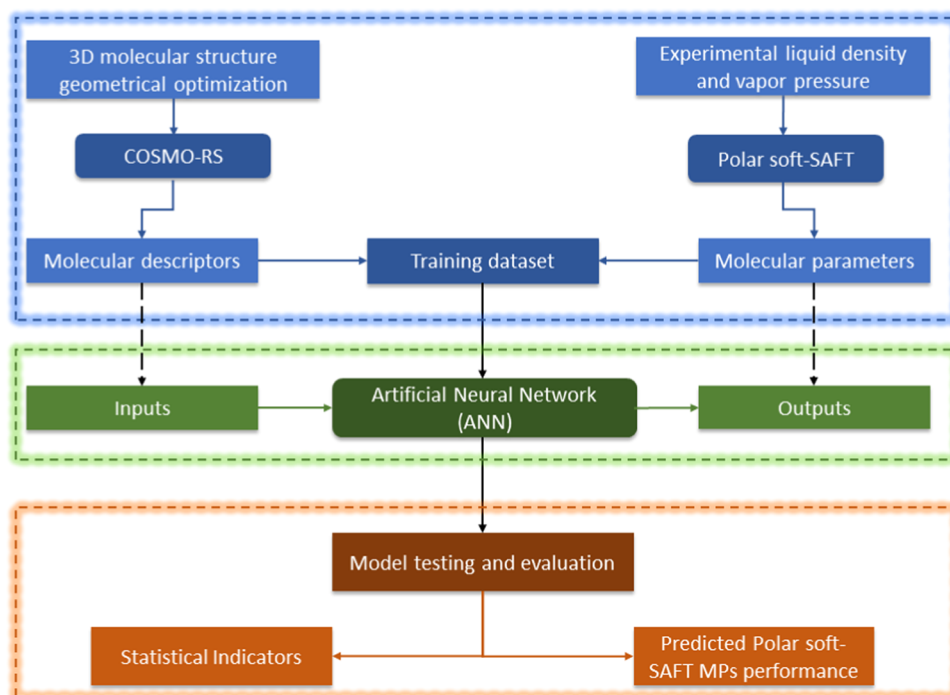 3D molecular structure
geometrical optimization
Experimental liquid density
and vapor pressure
COSMO-RS
Polar soft-SAFT
Molecular descriptors
Training dataset
Molecular parameters
Inputs
Artificial Neural Network
(ANN)
Outputs
Model testing and evaluation
Statistical Indicators
Predicted Polar soft-
SAFT MPs performance